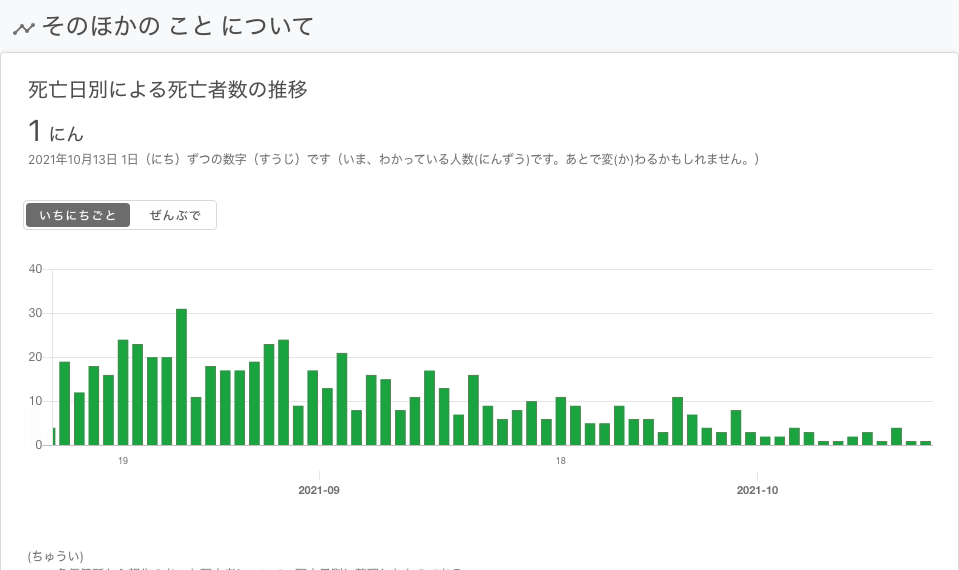 そのほかの こと について
死亡日別による死亡者数の推移
1 にん
2021年10月13日 1日（にち）ずつの数字（すうじ）です（いま、わかっている人数(にんずう)です。あとで変(か)わるかもしれません。）
いちにちごと ぜんぶで
40
30
20
10
0
19 18
2021-09 2021-10
(ちゅうい)